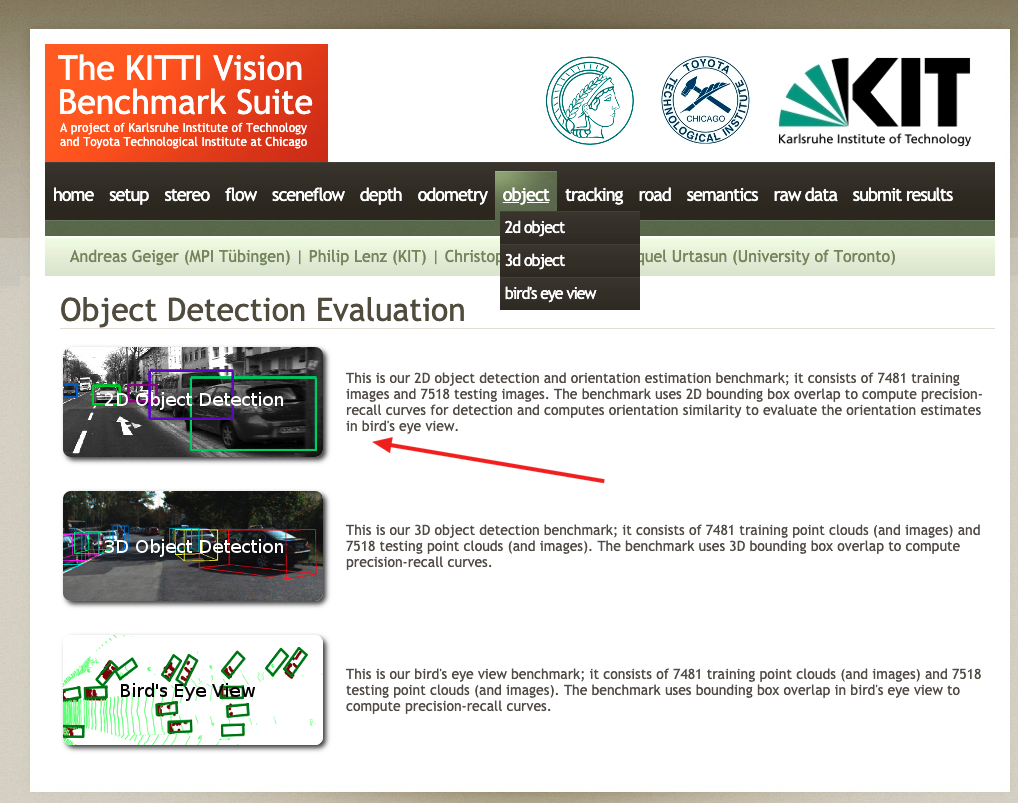 The KITTI Vision
Benchmark Suite
A project of Karlsruhe Institute of Technology
and Toyota Technological Institute at Chicago
TOYOTA
TECHNOLOGICAL INSTITUTE
CHICAGO
KIT
Karlsruhe Institute of Technology
home setup stereo flow sceneflow depth odometry object tracking road semantics raw data submit results
2d object
3d object
bird's eye view
Andreas Geiger (MPI Tübingen) | Philip Lenz (KIT) | Urtasun (University of Toronto)
Object Detection Evaluation
2D Object Detection
This is our 2D object detection and orientation estimation benchmark; it consists of 7481 training
images and 7518 testing images. The benchmark uses 2D bounding box overlap to compute precision-
recall curves for detection and computes orientation similarity to evaluate the orientation estimates
in bird's eye view.
3D Object Detection
This is our 3D object detection benchmark; it consists of 7481 training point clouds (and images) and
7518 testing point clouds (and images). The benchmark uses 3D bounding box overlap to compute
precision-recall curves.
Bird's Eye View
This is our bird's eye view benchmark; it consists of 7481 training point clouds (and images) and 7518
testing point clouds (and images). The benchmark uses bounding box overlap in bird's eye view to
compute precision-recall curves.